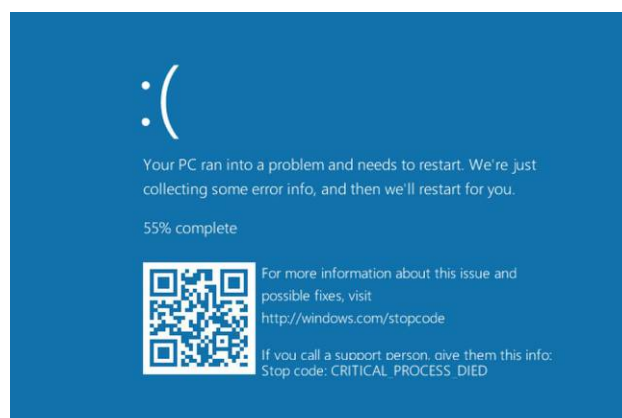 :(
Your PC ran into a problem and needs to restart. We're just
collecting some error info, and then we'll restart for you.
55% complete
For more information about this issue and
possible fixes, visit
http://windows.com/stopcode
If you call a support person, give them this info:
Stop code: CRITICAL_PROCESS_DIED